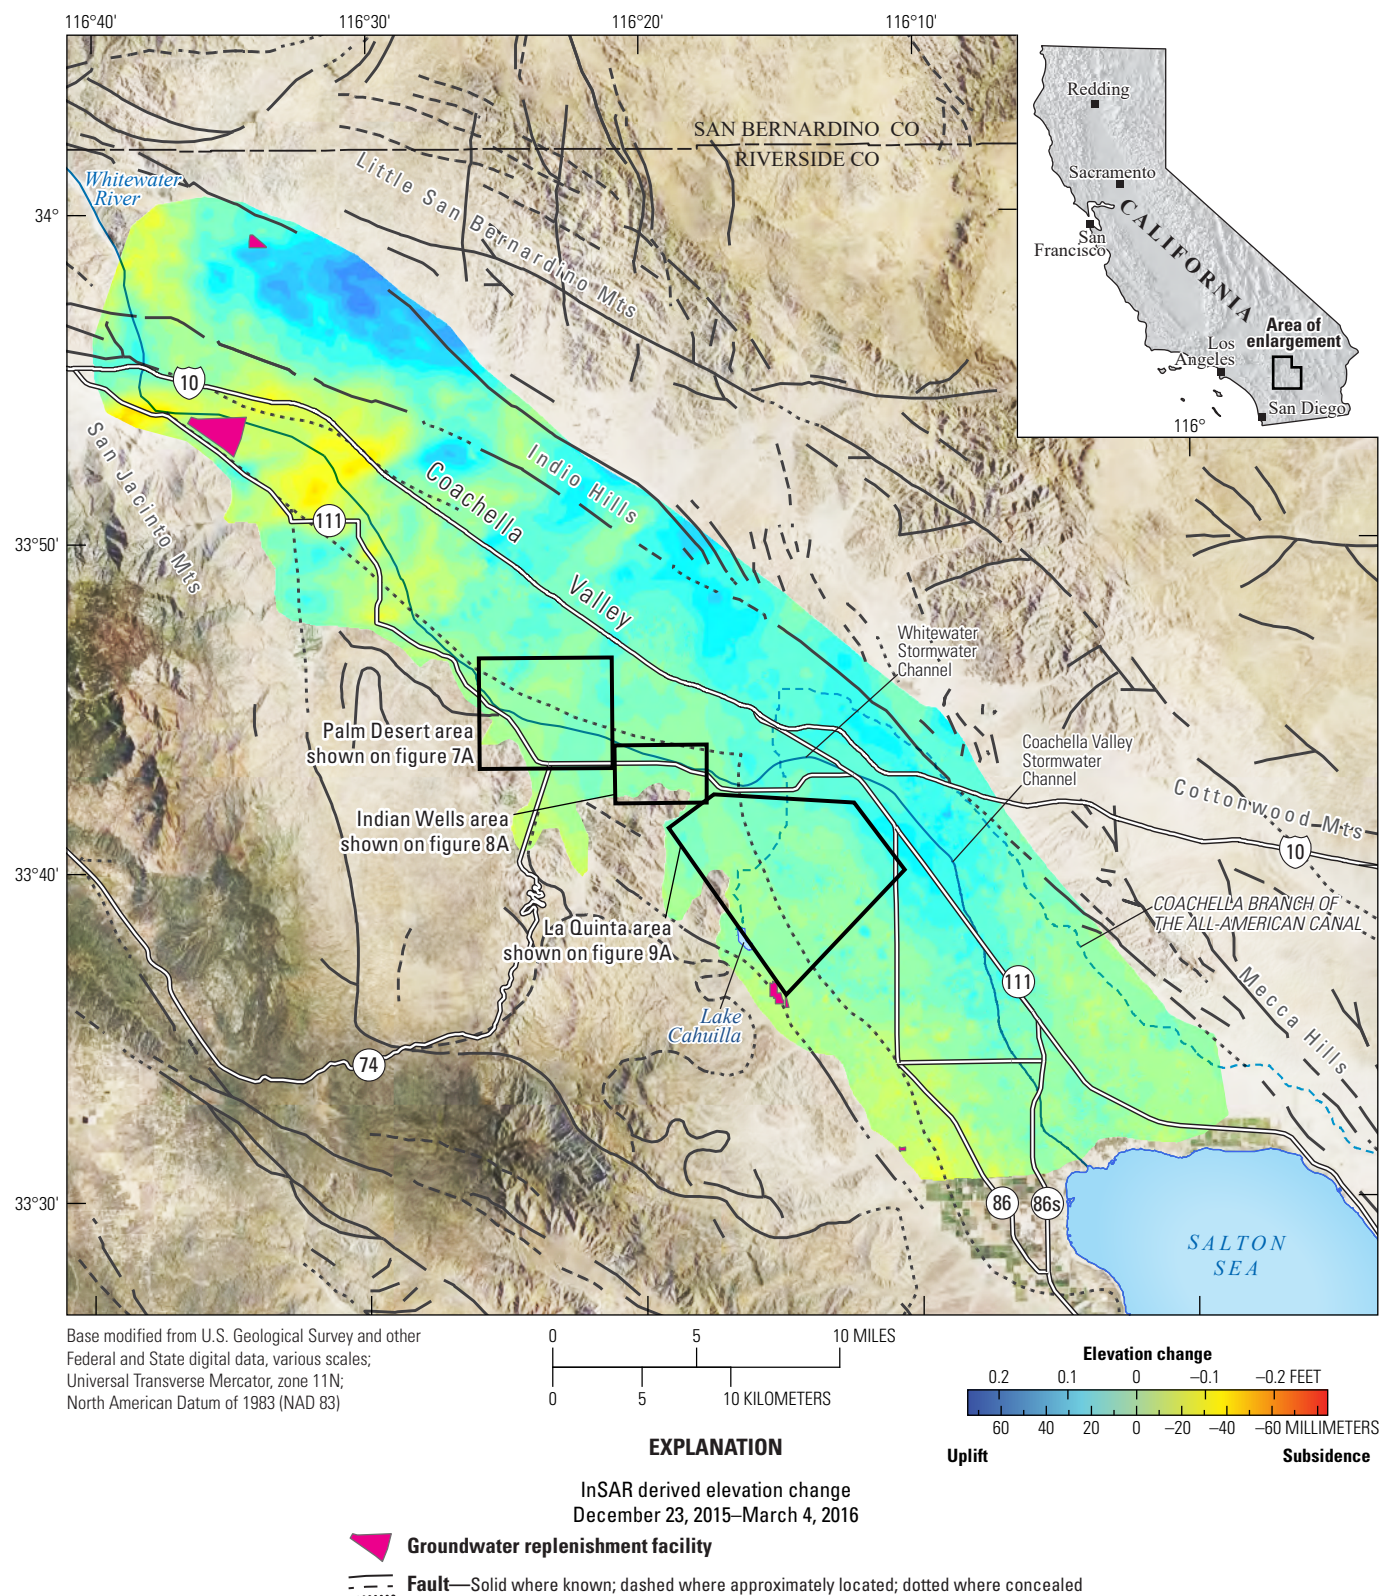 116°40'
116°30'
116°20'
116°10'
SAN BERNARDINO CO
RIVERSIDE CO
Redding
Sacramento
San
Francisco
CALIFORNIA
Los
Angeles
Area of
enlargement
San Diego
116°
34°
33°50'
33°40'
33°30'
Whitewater
River
Little San Bernardino Mts
10
San Jacinto Mts
111
Coachella
Valley
Indio Hills
Whitewater
Stormwater
Channel
Palm Desert area
shown on figure 7A
Coachella Valley
Stormwater
Channel
Indian Wells area
shown on figure 8A
Cottonwood Mts
10
COACHELLA BRANCH OF
THE ALL-AMERICAN CANAL
La Quinta area
shown on figure 9A
Lake
Cahuilla
111
Mecca Hills
74
86
86s
SALTON
SEA
Base modified from U.S. Geological Survey and other
Federal and State digital data, various scales;
Universal Transverse Mercator, zone 11N;
North American Datum of 1983 (NAD 83)
0 5 10 MILES
0 5 10 KILOMETERS
Elevation change
0.2 0.1 0 –0.1 –0.2 FEET
60 40 20 0 –20 –40 –60 MILLIMETERS
Uplift Subsidence
EXPLANATION
InSAR derived elevation change
December 23, 2015–March 4, 2016
Groundwater replenishment facility
Fault—Solid where known; dashed where approximately located; dotted where concealed